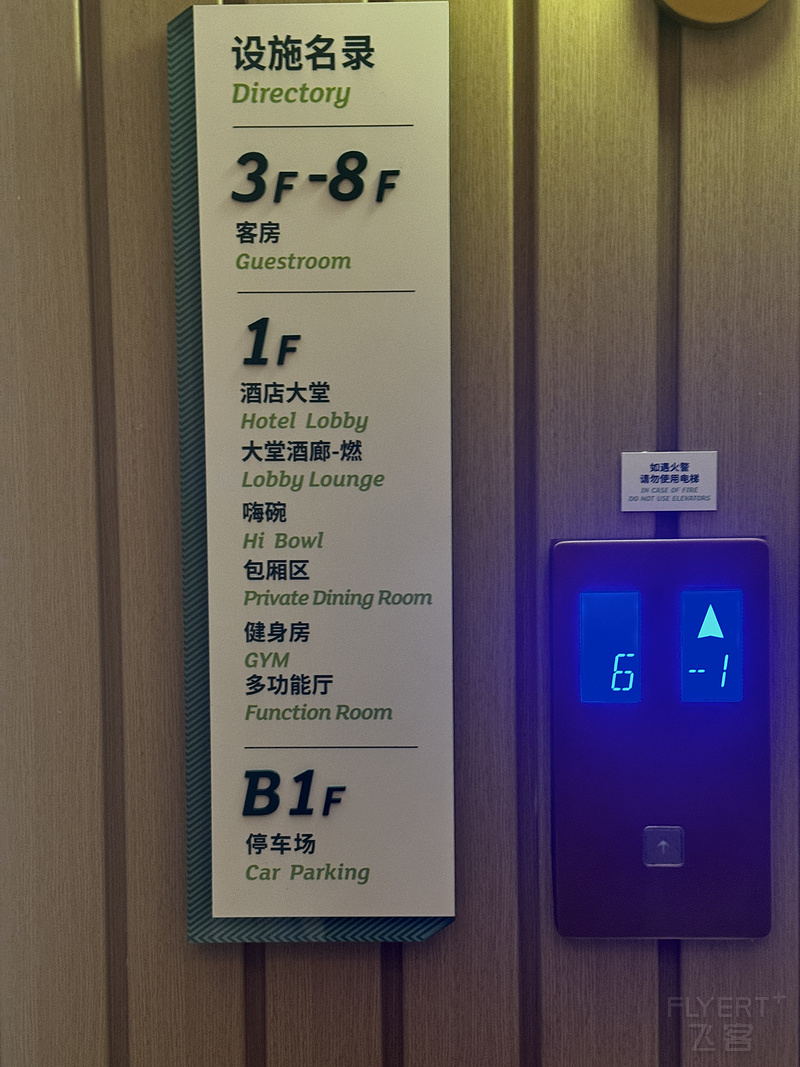 设施名录
Directory
3F-8F
客房
Guestroom
1F
酒店大堂
Hotel Lobby
大堂酒廊-燃
Lobby Lounge
嗨碗
Hi Bowl
包厢区
Private Dining Room
健身房
GYM
多功能厅
Function Room
B1F
停车场
Car Parking
如遇火警
请勿使用电梯
IN CASE OF FIRE
DO NOT USE ELEVATORS
6
--1
FLYERT+
飞客